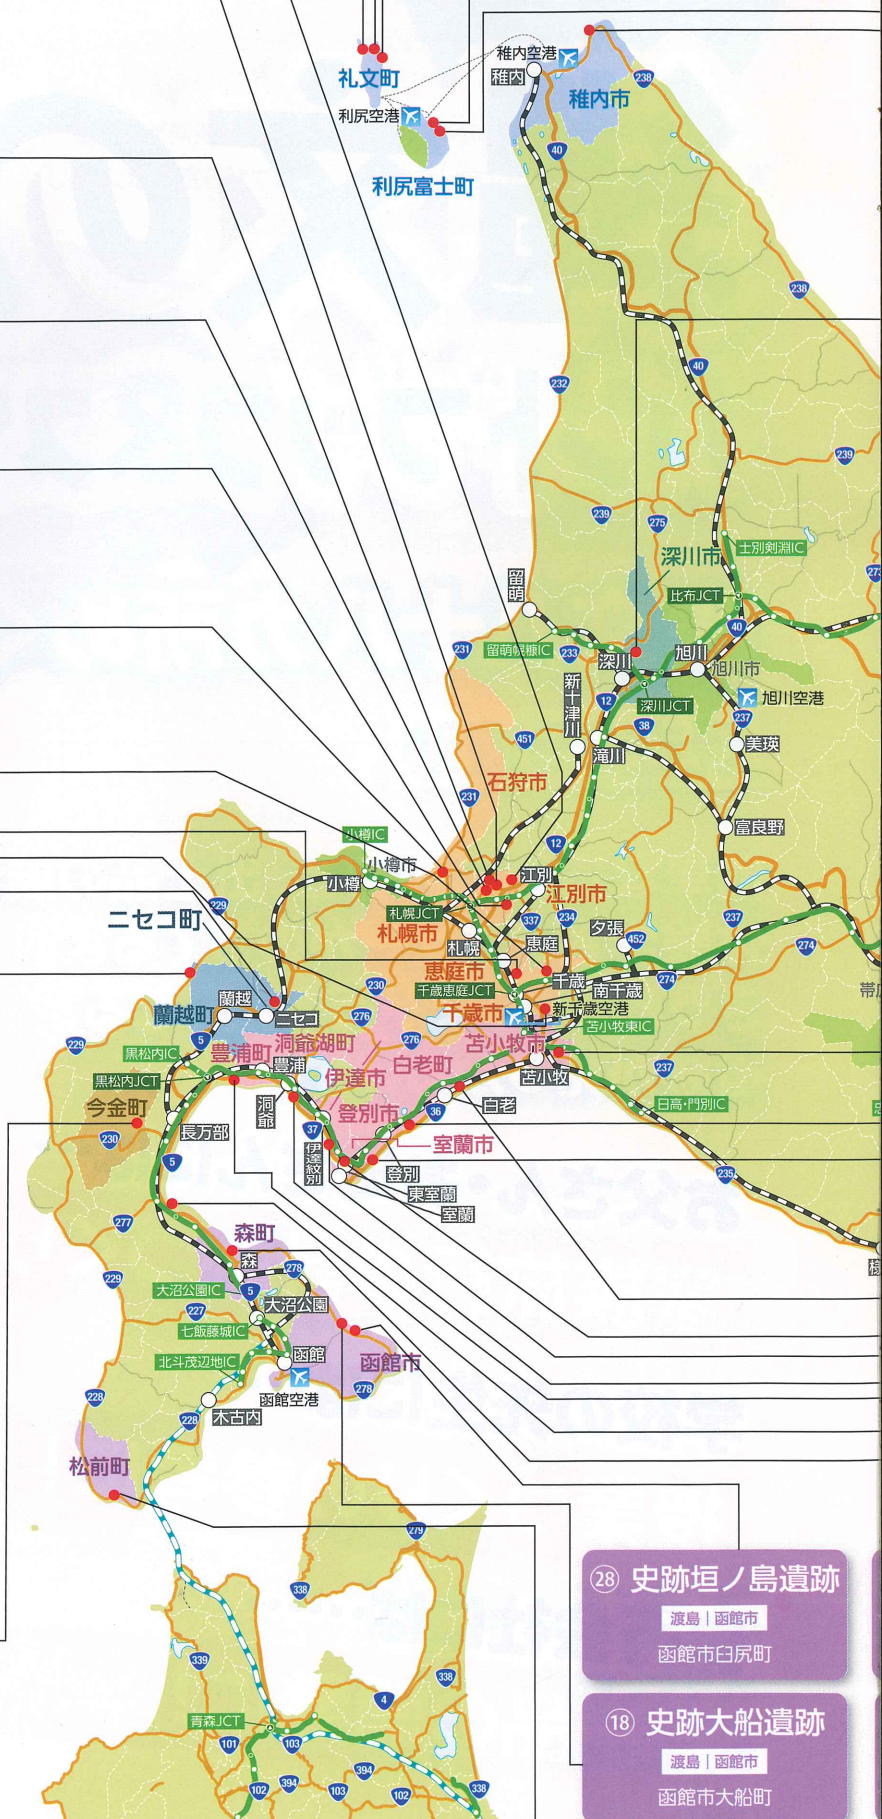 稚内空港
稚内
238
礼文町
稚内市
利尻空港
40
利尻富士町
238
40
232
239
239
275
士別剣淵IC
深川市
273
留萌
比布JCT
40
231
留萌幌糠IC
233
深川
旭川
旭川市
新十津川
12
深川JCT
旭川空港
237
38
451
滝川
美瑛
石狩市
231
富良野
小樽IC
12
小樽市
小樽
江別
江別市
229
ニセコ町
札幌JCT
札幌市
337
234
237
夕張
452
札幌
恵庭
274
恵庭市
千歳
274
230
千歳恵庭JCT
南千歳
帯広
蘭越町
蘭越
千歳市
新千歳空港
ニセコ
276
苫小牧東IC
5
276
229
豊浦町
洞爺湖町
苫小牧市
黒松内IC
白老町
豊浦
伊達市
苫小牧
237
黒松内JCT
今金町
洞爺
登別市
36
白老
日高・門別IC
230
長万部
37
伊達紋別
室蘭市
5
登別
235
東室蘭
室蘭
277
森町
森
278
229
大沼公園IC
5
大沼公園
227
七飯藤城IC
北斗茂辺地IC
函館
函館市
278
函館空港
228
228
木古内
松前町
279
338
㉘ 史跡垣ノ島遺跡
渡島｜函館市
函館市臼尻町
339
338
4
⑱ 史跡大船遺跡
渡島｜函館市
函館市大船町
青森JCT
101
103
394
102
394
103
102
338